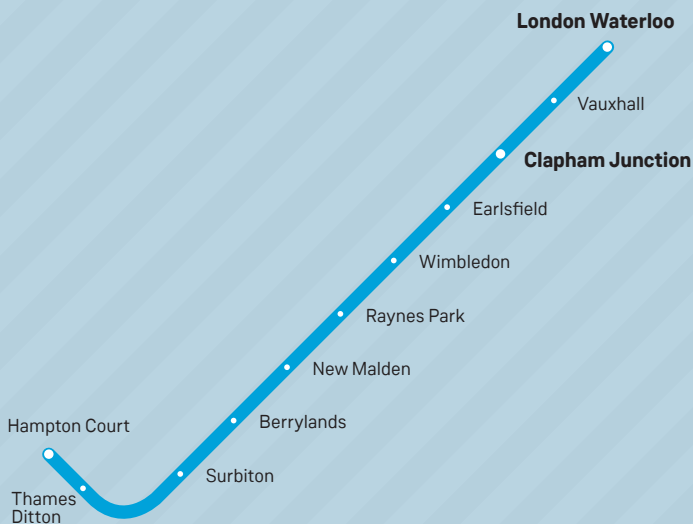 London Waterloo
Vauxhall
Clapham Junction
Earlsfield
Wimbledon
Raynes Park
New Malden
Berrylands
Hampton Court
Surbiton
Thames
Ditton